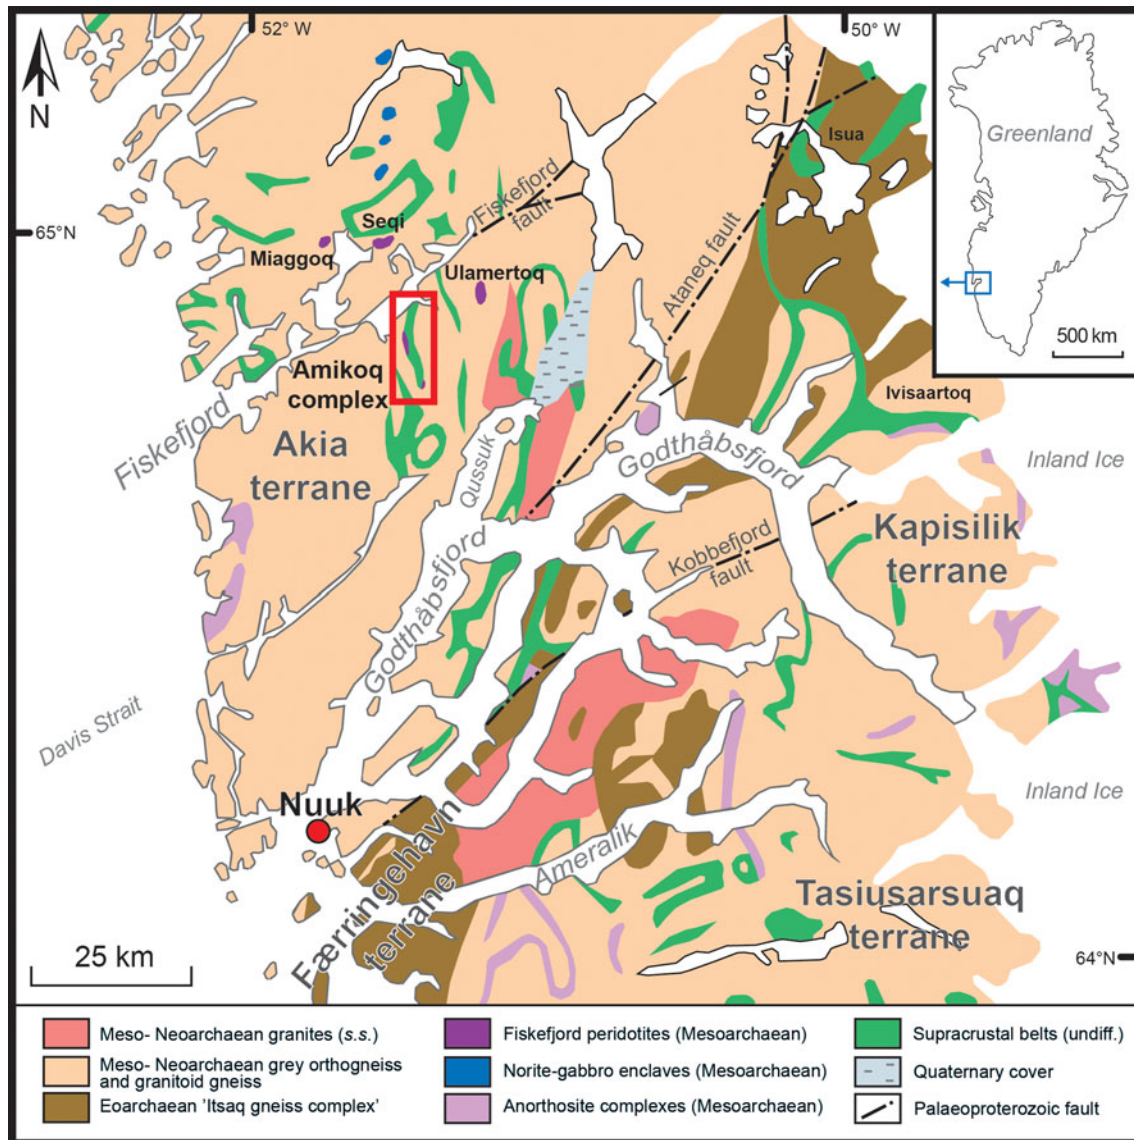 52° W
50° W
N
Greenland
500 km
Isua
65°N
Seqi
Miaggoq
Fiskefjord
fault
Ulamertoq
Ataneq fault
Amikoq
complex
Ivisaartoq
Fiskefjord
Akia
terrane
Qussuk
Godthåbsfjord
Inland Ice
Kapisilik
terrane
Kobbefjord
fault
Godthåbsfjord
Davis Strait
Nuuk
Inland Ice
Ameralik
Færringehavn
terrane
Tasiusarsuaq
terrane
25 km
64°N
Meso- Neoarchaean granites (s.s.)
Meso- Neoarchaean grey orthogneiss
and granitoid gneiss
Eoarchaean 'Itsaq gneiss complex'
Fiskefjord peridotites (Mesoarchaean)
Norite-gabbro enclaves (Mesoarchaean)
Anorthosite complexes (Mesoarchaean)
Supracrustal belts (undiff.)
Quaternary cover
Palaeoproterozoic fault